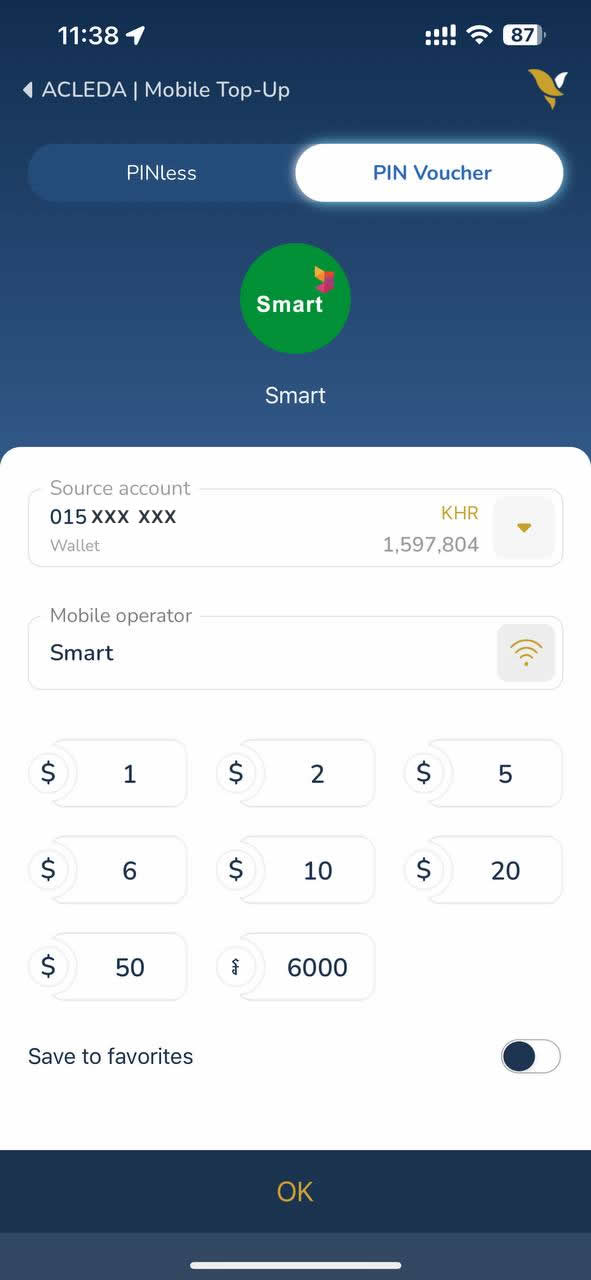 11:38
87
ACLEDA | Mobile Top-Up
PINless
PIN Voucher
Smart
Smart
Source account
015 XXX XXX
KHR
Wallet
1,597,804
Mobile operator
Smart
$ 1
$ 2
$ 5
$ 6
$ 10
$ 20
$ 50
៛ 6000
Save to favorites
OK